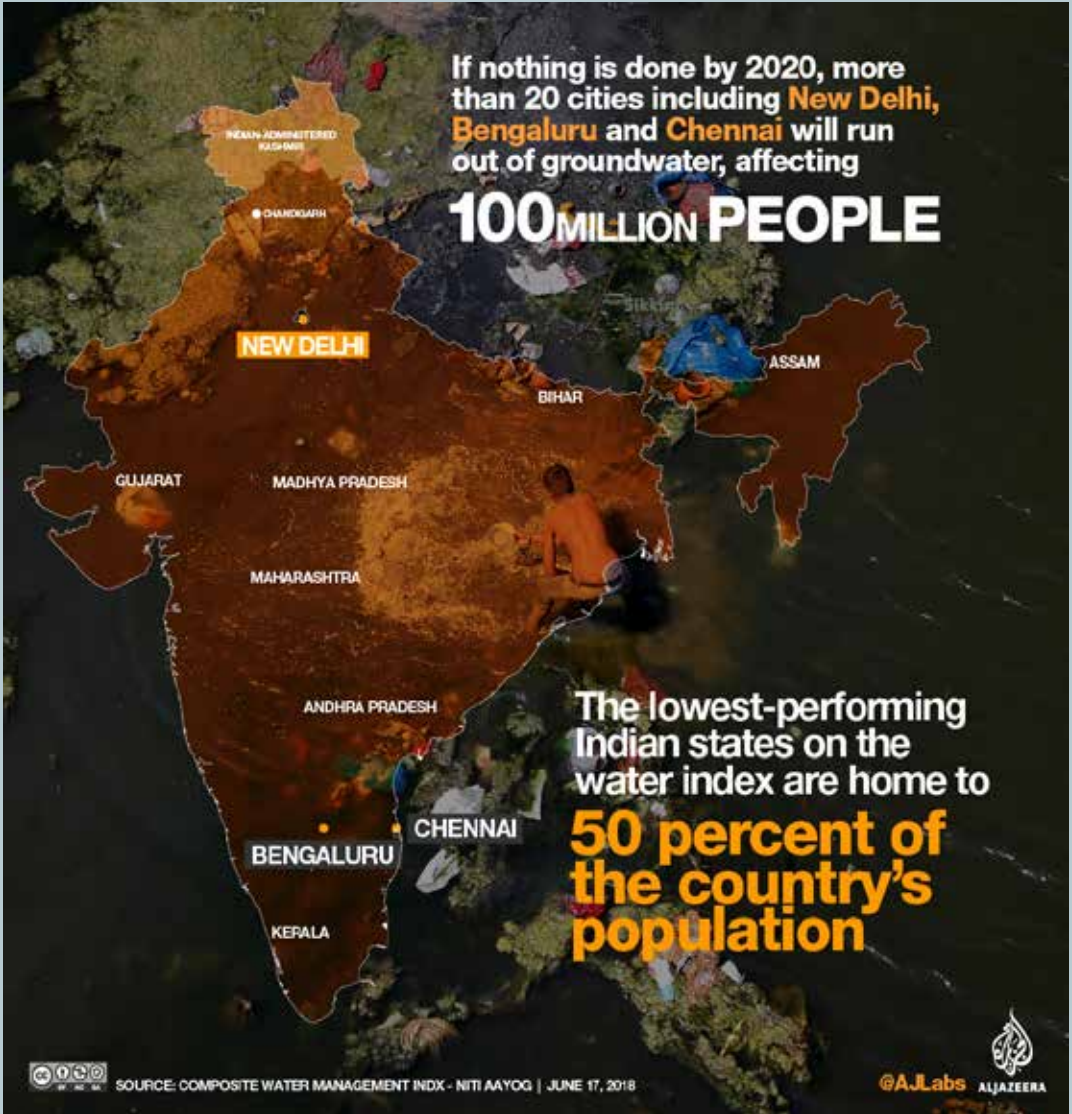 If nothing is done by 2020, more
than 20 cities including New Delhi,
Bengaluru and Chennai will run
out of groundwater, affecting
100 MILLION PEOPLE
INDIAN-ADMINISTERED
KASHMIR
CHANDIGARH
Sikkim
NEW DELHI
ASSAM
BIHAR
GUJARAT
MADHYA PRADESH
MAHARASHTRA
ANDHRA PRADESH
CHENNAI
BENGALURU
KERALA
The lowest-performing
Indian states on the
water index are home to
50 percent of
the country's
population
SOURCE: COMPOSITE WATER MANAGEMENT INDX - NITI AAYOG | JUNE 17, 2018
@AJLabs
ALJAZEERA